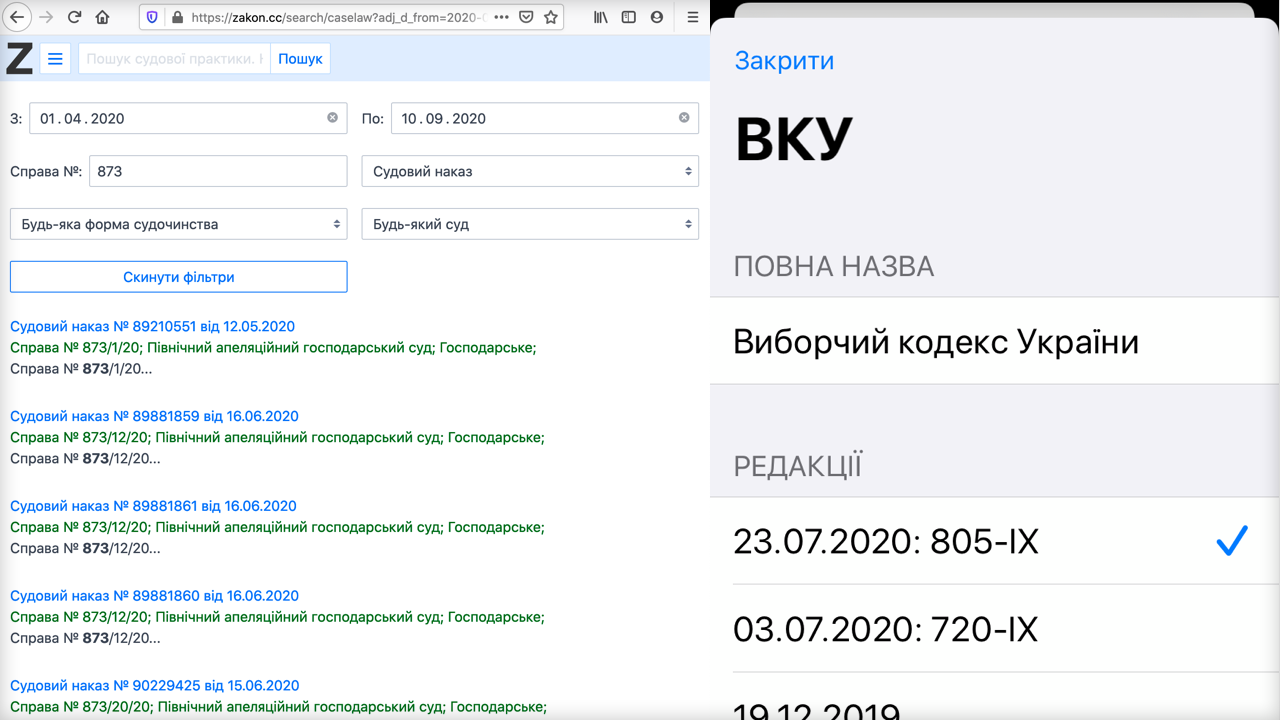 https://zakon.cc/search/caselaw?adj_d_from=2020-
Z
Пошук судової практики.
Пошук
З: 01.04.2020
По: 10.09.2020
Справа №: 873
Судовий наказ
Будь-яка форма судочинства
Будь-який суд
Скинути фільтри
Судовий наказ № 89210551 від 12.05.2020
Справа № 873/1/20; Північний апеляційний господарський суд; Господарське;
Справа № 873/1/20...
Судовий наказ № 89881859 від 16.06.2020
Справа № 873/12/20; Північний апеляційний господарський суд; Господарське;
Справа № 873/12/20...
Судовий наказ № 89881861 від 16.06.2020
Справа № 873/12/20; Північний апеляційний господарський суд; Господарське;
Справа № 873/12/20...
Судовий наказ № 89881860 від 16.06.2020
Справа № 873/12/20; Північний апеляційний господарський суд; Господарське;
Справа № 873/12/20...
Судовий наказ № 90229425 від 15.06.2020
Справа № 873/20/20; Північний апеляційний господарський суд; Господарське;
Закрити
ВКУ
ПОВНА НАЗВА
Виборчий кодекс України
РЕДАКЦІЇ
23.07.2020: 805-IX
03.07.2020: 720-IX
19.12.2019